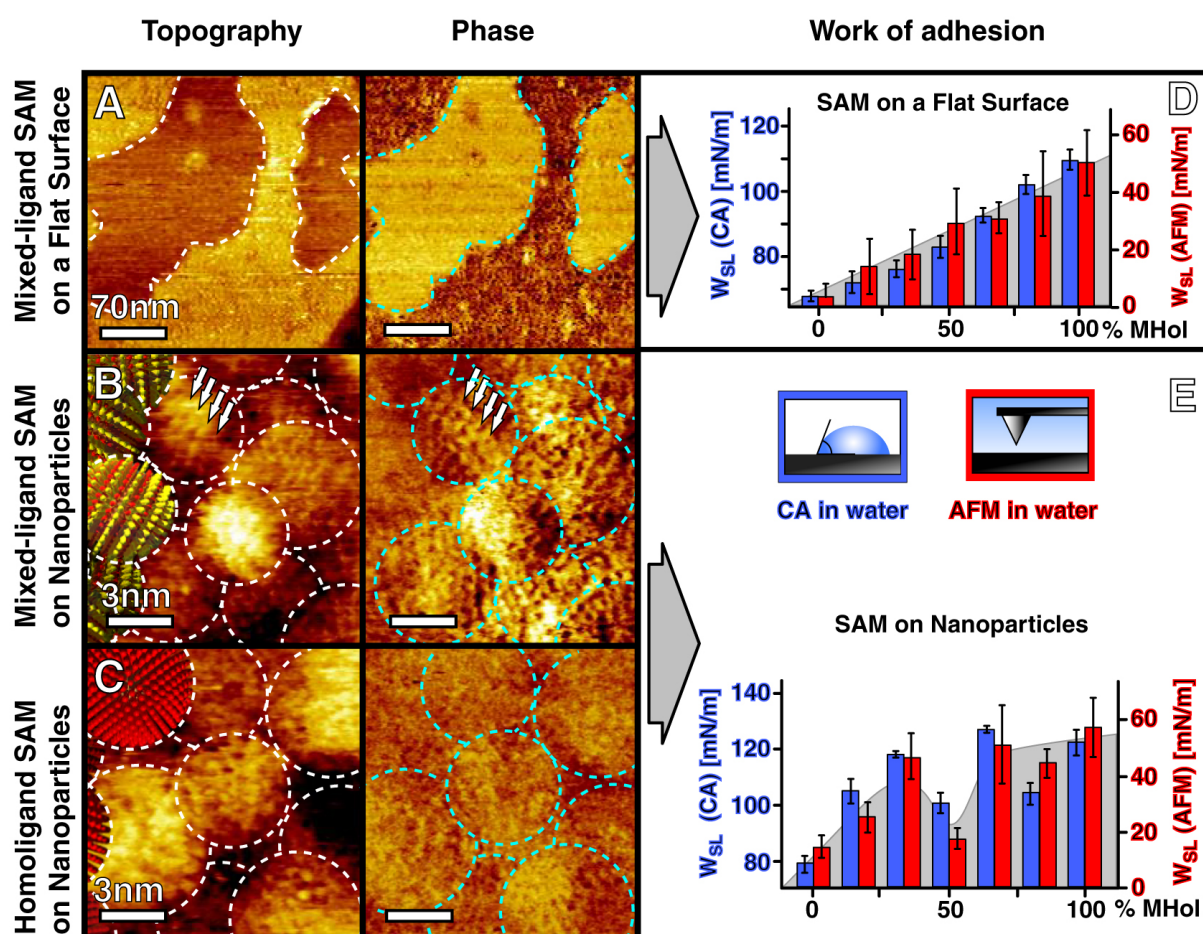 Topography
Phase
Work of adhesion
Mixed-ligand SAM
on a Flat Surface
A
70nm
D
SAM on a Flat Surface
W_SL (CA) [mN/m]
120
100
80
60
40
20
0
W_SL (AFM) [mN/m]
0
50
100
% MHol
Mixed-ligand SAM
on Nanoparticles
B
3nm
E
CA in water
AFM in water
Homoligand SAM
on Nanoparticles
C
3nm
SAM on Nanoparticles
W_SL (CA) [mN/m]
140
120
100
80
60
40
20
0
W_SL (AFM) [mN/m]
0
50
100
% MHol